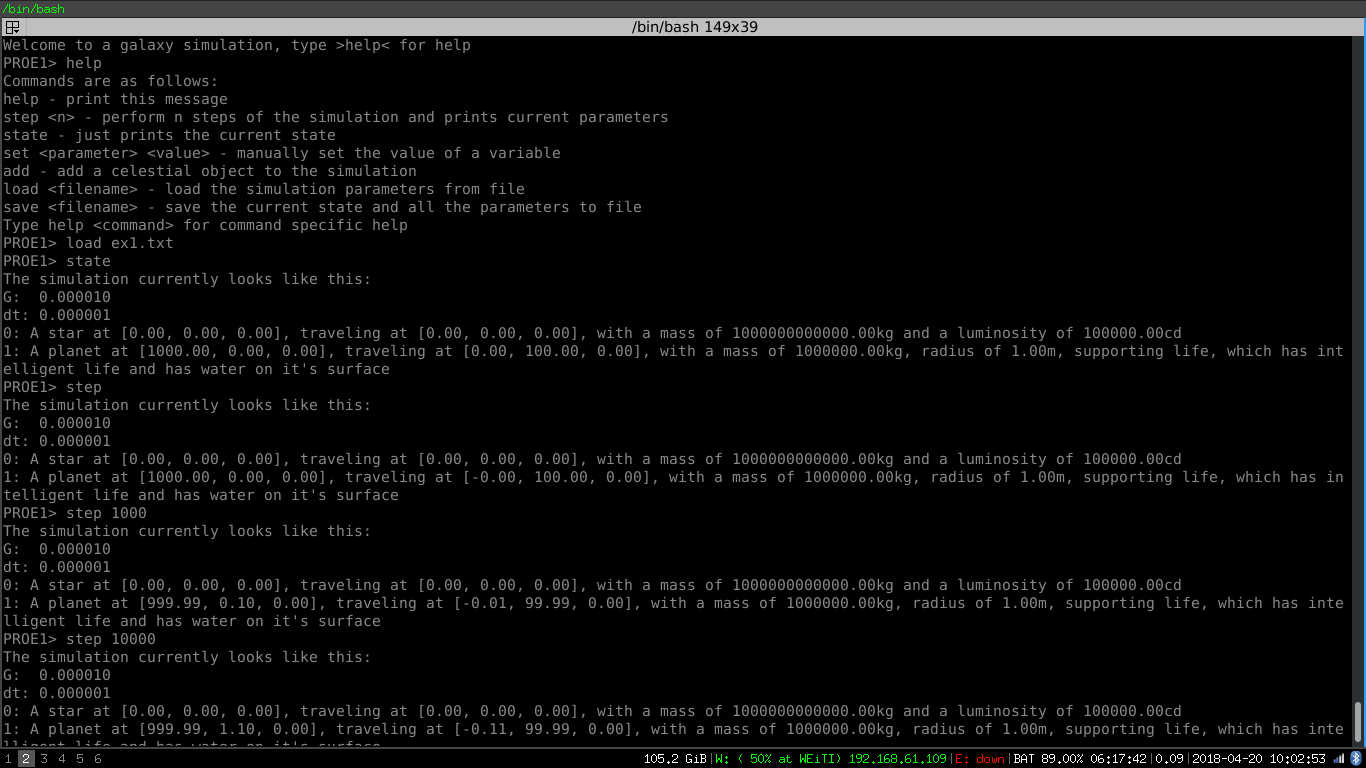 /bin/bash
/bin/bash 149x39
Welcome to a galaxy simulation, type >help< for help
PROE1> help
Commands are as follows:
help - print this message
step <n> - perform n steps of the simulation and prints current parameters
state - just prints the current state
set <parameter> <value> - manually set the value of a variable
add - add a celestial object to the simulation
load <filename> - load the simulation parameters from file
save <filename> - save the current state and all the parameters to file
Type help <command> for command specific help
PROE1> load ex1.txt
PROE1> state
The simulation currently looks like this:
G:  0.000010
dt: 0.000001
0: A star at [0.00, 0.00, 0.00], traveling at [0.00, 0.00, 0.00], with a mass of 1000000000000.00kg and a luminosity of 100000.00cd
1: A planet at [1000.00, 0.00, 0.00], traveling at [0.00, 100.00, 0.00], with a mass of 1000000.00kg, radius of 1.00m, supporting life, which has int
elligent life and has water on it's surface
PROE1> step
The simulation currently looks like this:
G:  0.000010
dt: 0.000001
0: A star at [0.00, 0.00, 0.00], traveling at [0.00, 0.00, 0.00], with a mass of 1000000000000.00kg and a luminosity of 100000.00cd
1: A planet at [1000.00, 0.00, 0.00], traveling at [-0.00, 100.00, 0.00], with a mass of 1000000.00kg, radius of 1.00m, supporting life, which has in
telligent life and has water on it's surface
PROE1> step 1000
The simulation currently looks like this:
G:  0.000010
dt: 0.000001
0: A star at [0.00, 0.00, 0.00], traveling at [0.00, 0.00, 0.00], with a mass of 1000000000000.00kg and a luminosity of 100000.00cd
1: A planet at [999.99, 0.10, 0.00], traveling at [-0.01, 99.99, 0.00], with a mass of 1000000.00kg, radius of 1.00m, supporting life, which has inte
lligent life and has water on it's surface
PROE1> step 10000
The simulation currently looks like this:
G:  0.000010
dt: 0.000001
0: A star at [0.00, 0.00, 0.00], traveling at [0.00, 0.00, 0.00], with a mass of 1000000000000.00kg and a luminosity of 100000.00cd
1: A planet at [999.99, 1.10, 0.00], traveling at [-0.11, 99.99, 0.00], with a mass of 1000000.00kg, radius of 1.00m, supporting life, which has inte
lligent life and has water on it's surface
1 2 3 4 5 6 105.2 GiB|W: ( 50% at WEiTI) 192.168.61.109|E: down|BAT 89.00% 06:17:42|0.09|2018-04-20 10:02:53